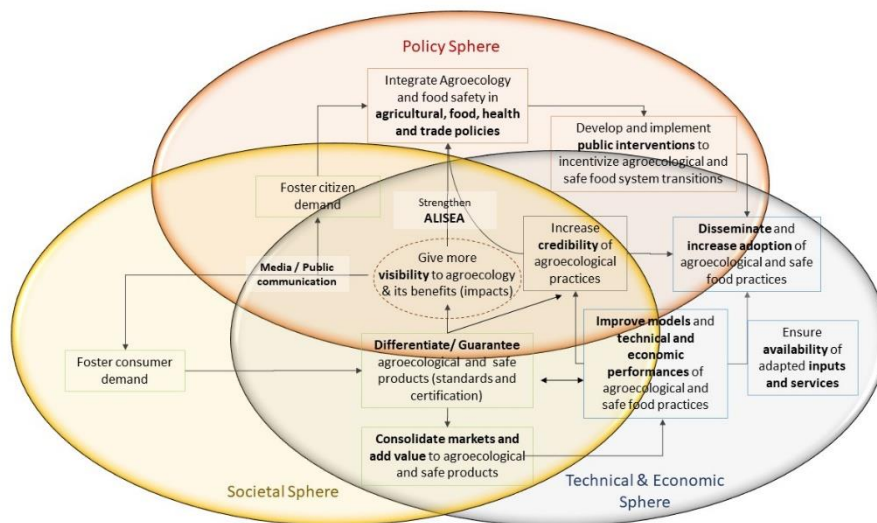 Policy Sphere
Integrate Agroecology
and food safety in
agricultural, food, health
and trade policies
Develop and implement
public interventions to
incentivize agroecological and
safe food system transitions
Foster citizen
demand
Strengthen
ALISEA
Increase
credibility of
agroecological
practices
Disseminate and
increase adoption of
agroecological and safe
food practices
Media / Public
communication
Give more
visibility to agroecology
& its benefits (impacts)
Foster consumer
demand
Differentiate/ Guarantee
agroecological and safe
products (standards and
certification)
Improve models and
technical and
economic
performances of
agroecological and
safe food practices
Ensure
availability of
adapted inputs
and services
Consolidate markets and
add value to agroecological
and safe products
Societal Sphere
Technical & Economic
Sphere